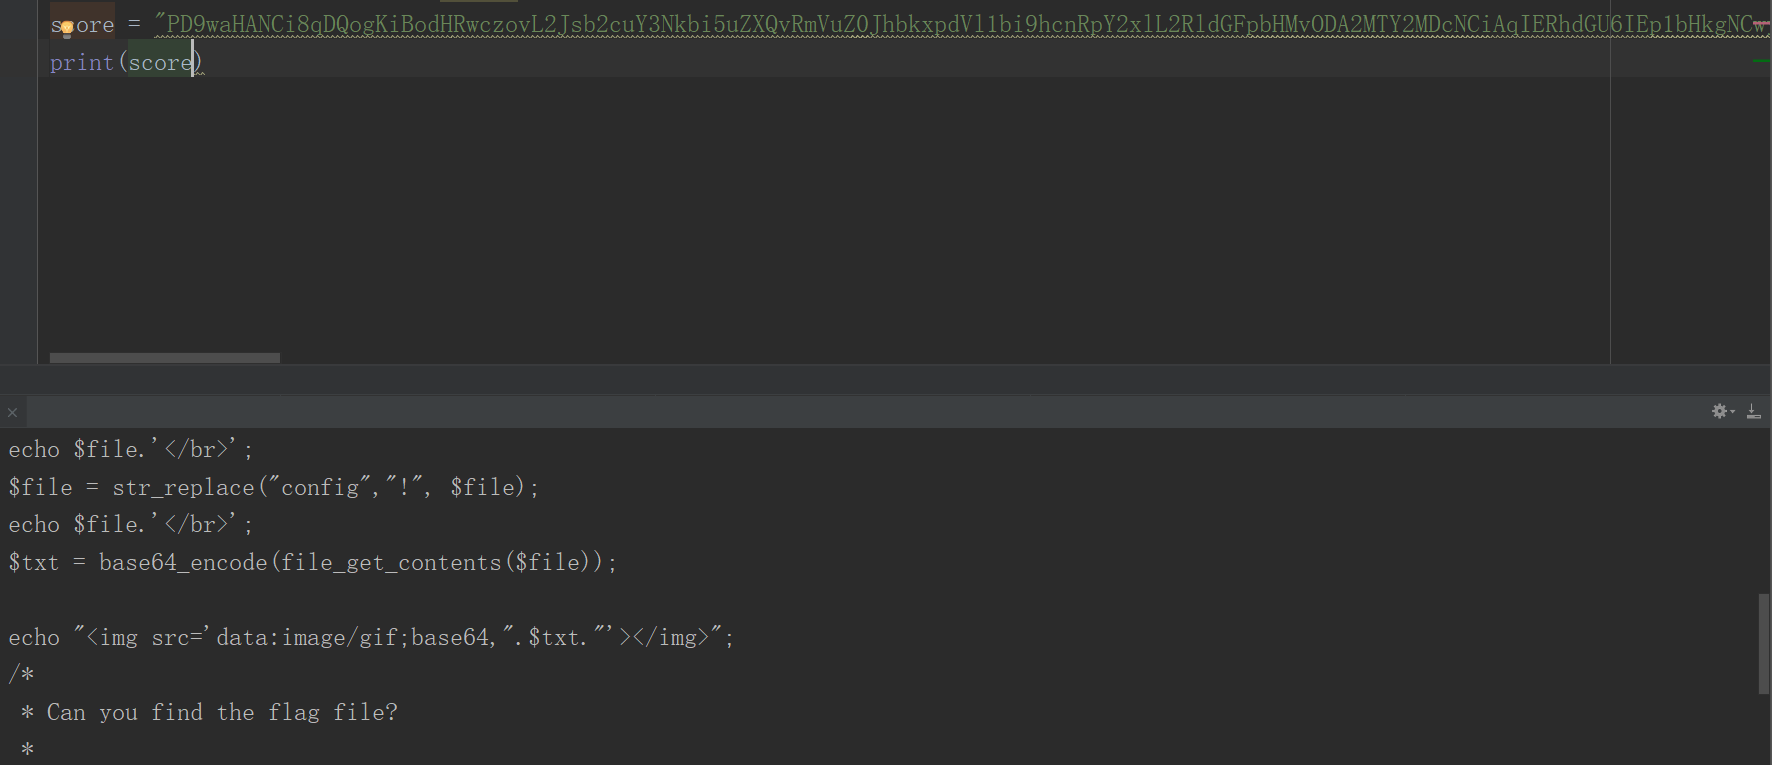 score = "PD9waHANCi8qDQogKiBodHRwczovL2Jsb2cuY3Nkbi5uZXQvRmVuZ0JhbkxpdVl1bi9hcnRpY2xlL2RldGFpbHMvODA2MTY2MDcNCiAqIERhdGU6IEp1bHkgNCw
print(score)
echo $file.'</br>';
$file = str_replace("config","!", $file);
echo $file.'</br>';
$txt = base64_encode(file_get_contents($file));
echo "<img src='data:image/gif;base64,".$txt."'></img>";
/*
* Can you find the flag file?
*